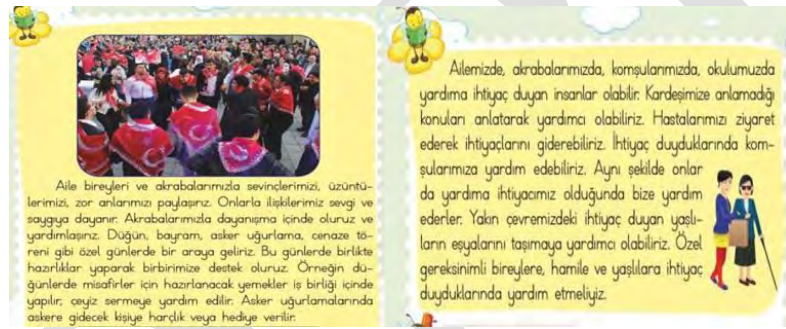 Aile bireyleri ve akrabalarımızla sevinçlerimizi, üzüntü-
lerimizi, zor anlarımızı paylaşırız. Onlarla ilişkilerimiz sevgi ve
saygıya dayanır. Akrabalarımızla dayanışma içinde oluruz ve
yardımlaşırız. Düğün, bayram, asker uğurlama, cenaze tö-
reni gibi özel günlerde bir araya geliriz. Bu günlerde birlikte
hazırlıklar yaparak birbirimize destek oluruz. Örneğin dü-
ğünlerde misafirler için hazırlanacak yemekler iş birliği içinde
yapılır, çeyiz sermeye yardım edilir. Asker uğurlamalarında
askere gidecek kişiye harçlık veya hediye verilir.
Ailemizde, akrabalarımızda, komşularımızda, okulumuzda
yardıma ihtiyaç duyan insanlar olabilir. Kardeşimize anlamadığı
konuları anlatarak yardımcı olabiliriz. Hastalarımızı ziyaret
ederek ihtiyaçlarını giderebiliriz. İhtiyaç duyduklarında kom-
şularımıza yardım edebiliriz. Aynı şekilde onlar
da yardıma ihtiyacımız olduğunda bize yardım
ederler. Yakın çevremizdeki ihtiyaç duyan yaşlı-
ların eşyalarını taşımaya yardımcı olabiliriz. Özel
gereksinimli bireylere, hamile ve yaşlılara ihtiyaç
duyduklarında yardım etmeliyiz.